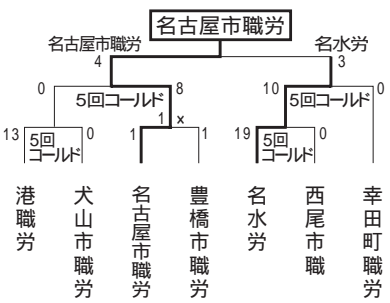 名古屋市職労
名古屋市職労 名水労
4 3
0 8 10 0
5回コールド 5回コールド
1 ×
13 0 1 1 19 0
5回コールド 5回コールド
港職労
犬山市職労
名古屋市職労
豊橋市職労
名水労
西尾市職
幸田町職労